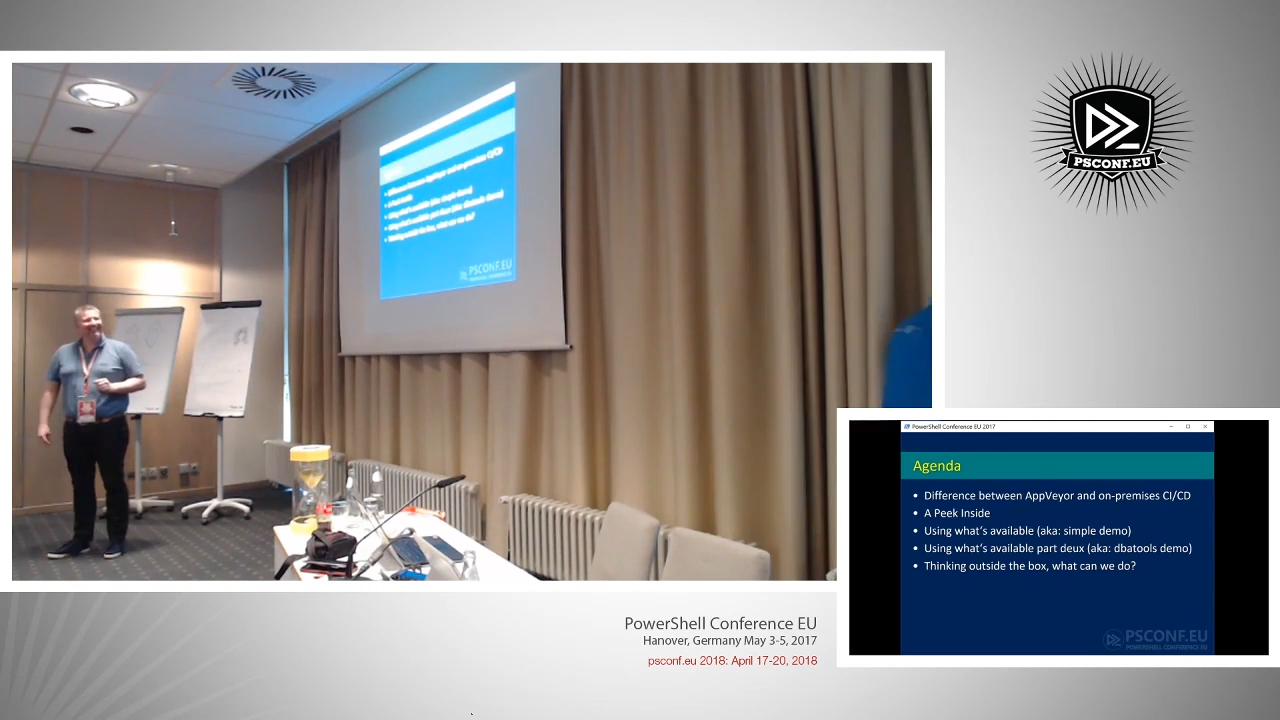 PSCONF.EU
PSCONF.EU
PowerShell Conference EU 2017
Agenda
• Difference between AppVeyor and on-premises CI/CD
• A Peek Inside
• Using what's available (aka: simple demo)
• Using what's available part deux (aka: dbatools demo)
• Thinking outside the box, what can we do?
PSCONF.EU
POWERSHELL CONFERENCE EU
PowerShell Conference EU
Hanover, Germany May 3-5, 2017
psconf.eu 2018: April 17-20, 2018